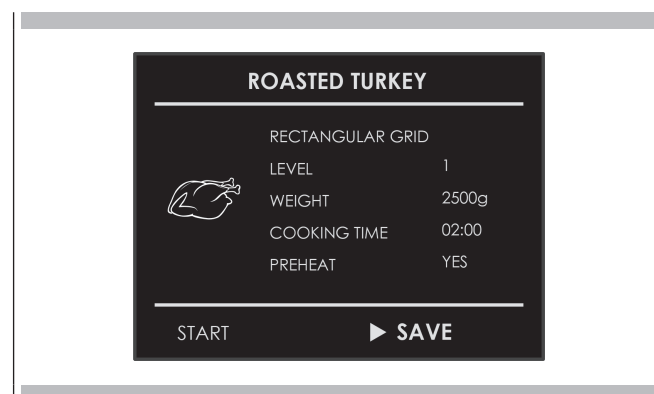 ROASTED TURKEY
RECTANGULAR GRID
LEVEL 1
WEIGHT 2500g
COOKING TIME 02:00
PREHEAT YES
START ▶ SAVE